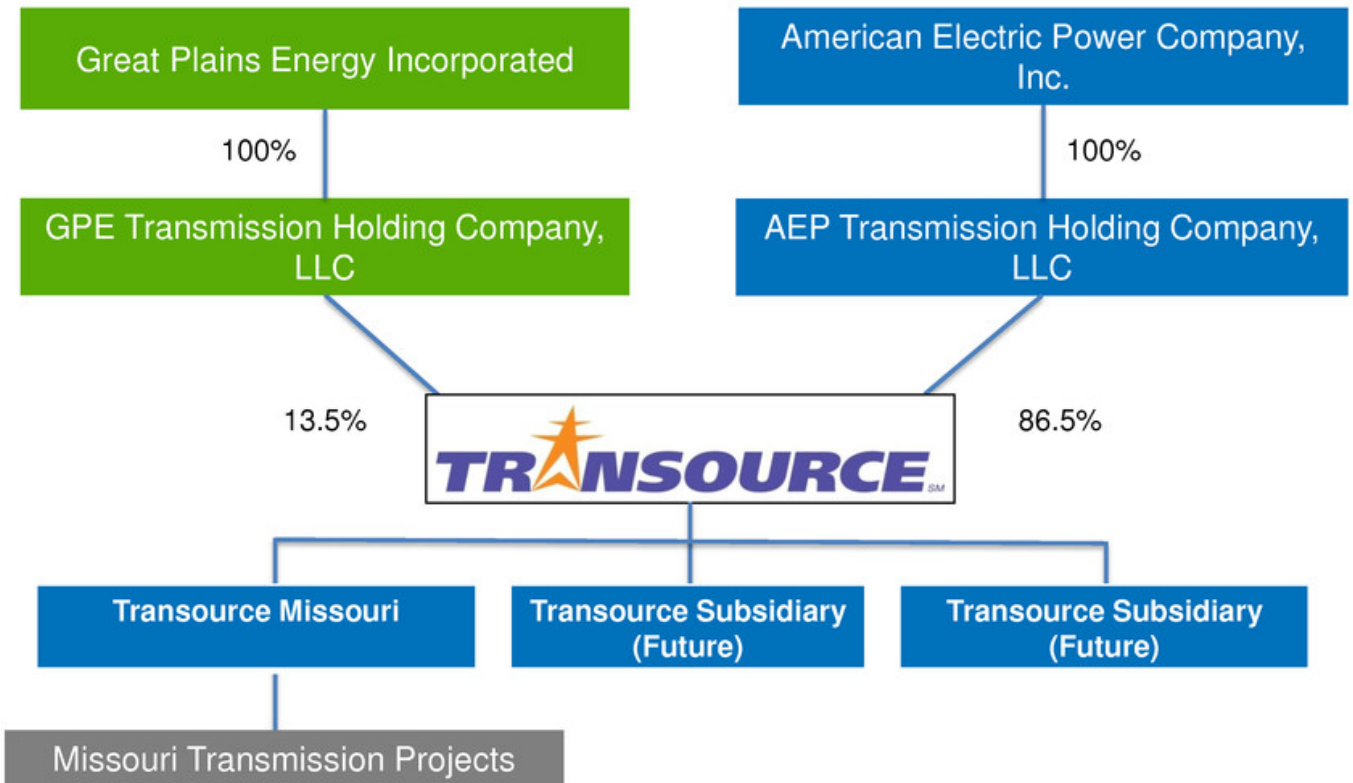 Great Plains Energy Incorporated
American Electric Power Company,
Inc.
100%
100%
GPE Transmission Holding Company,
LLC
AEP Transmission Holding Company,
LLC
13.5%
86.5%
TRANSOURCE SM
Transource Missouri
Transource Subsidiary
(Future)
Transource Subsidiary
(Future)
Missouri Transmission Projects